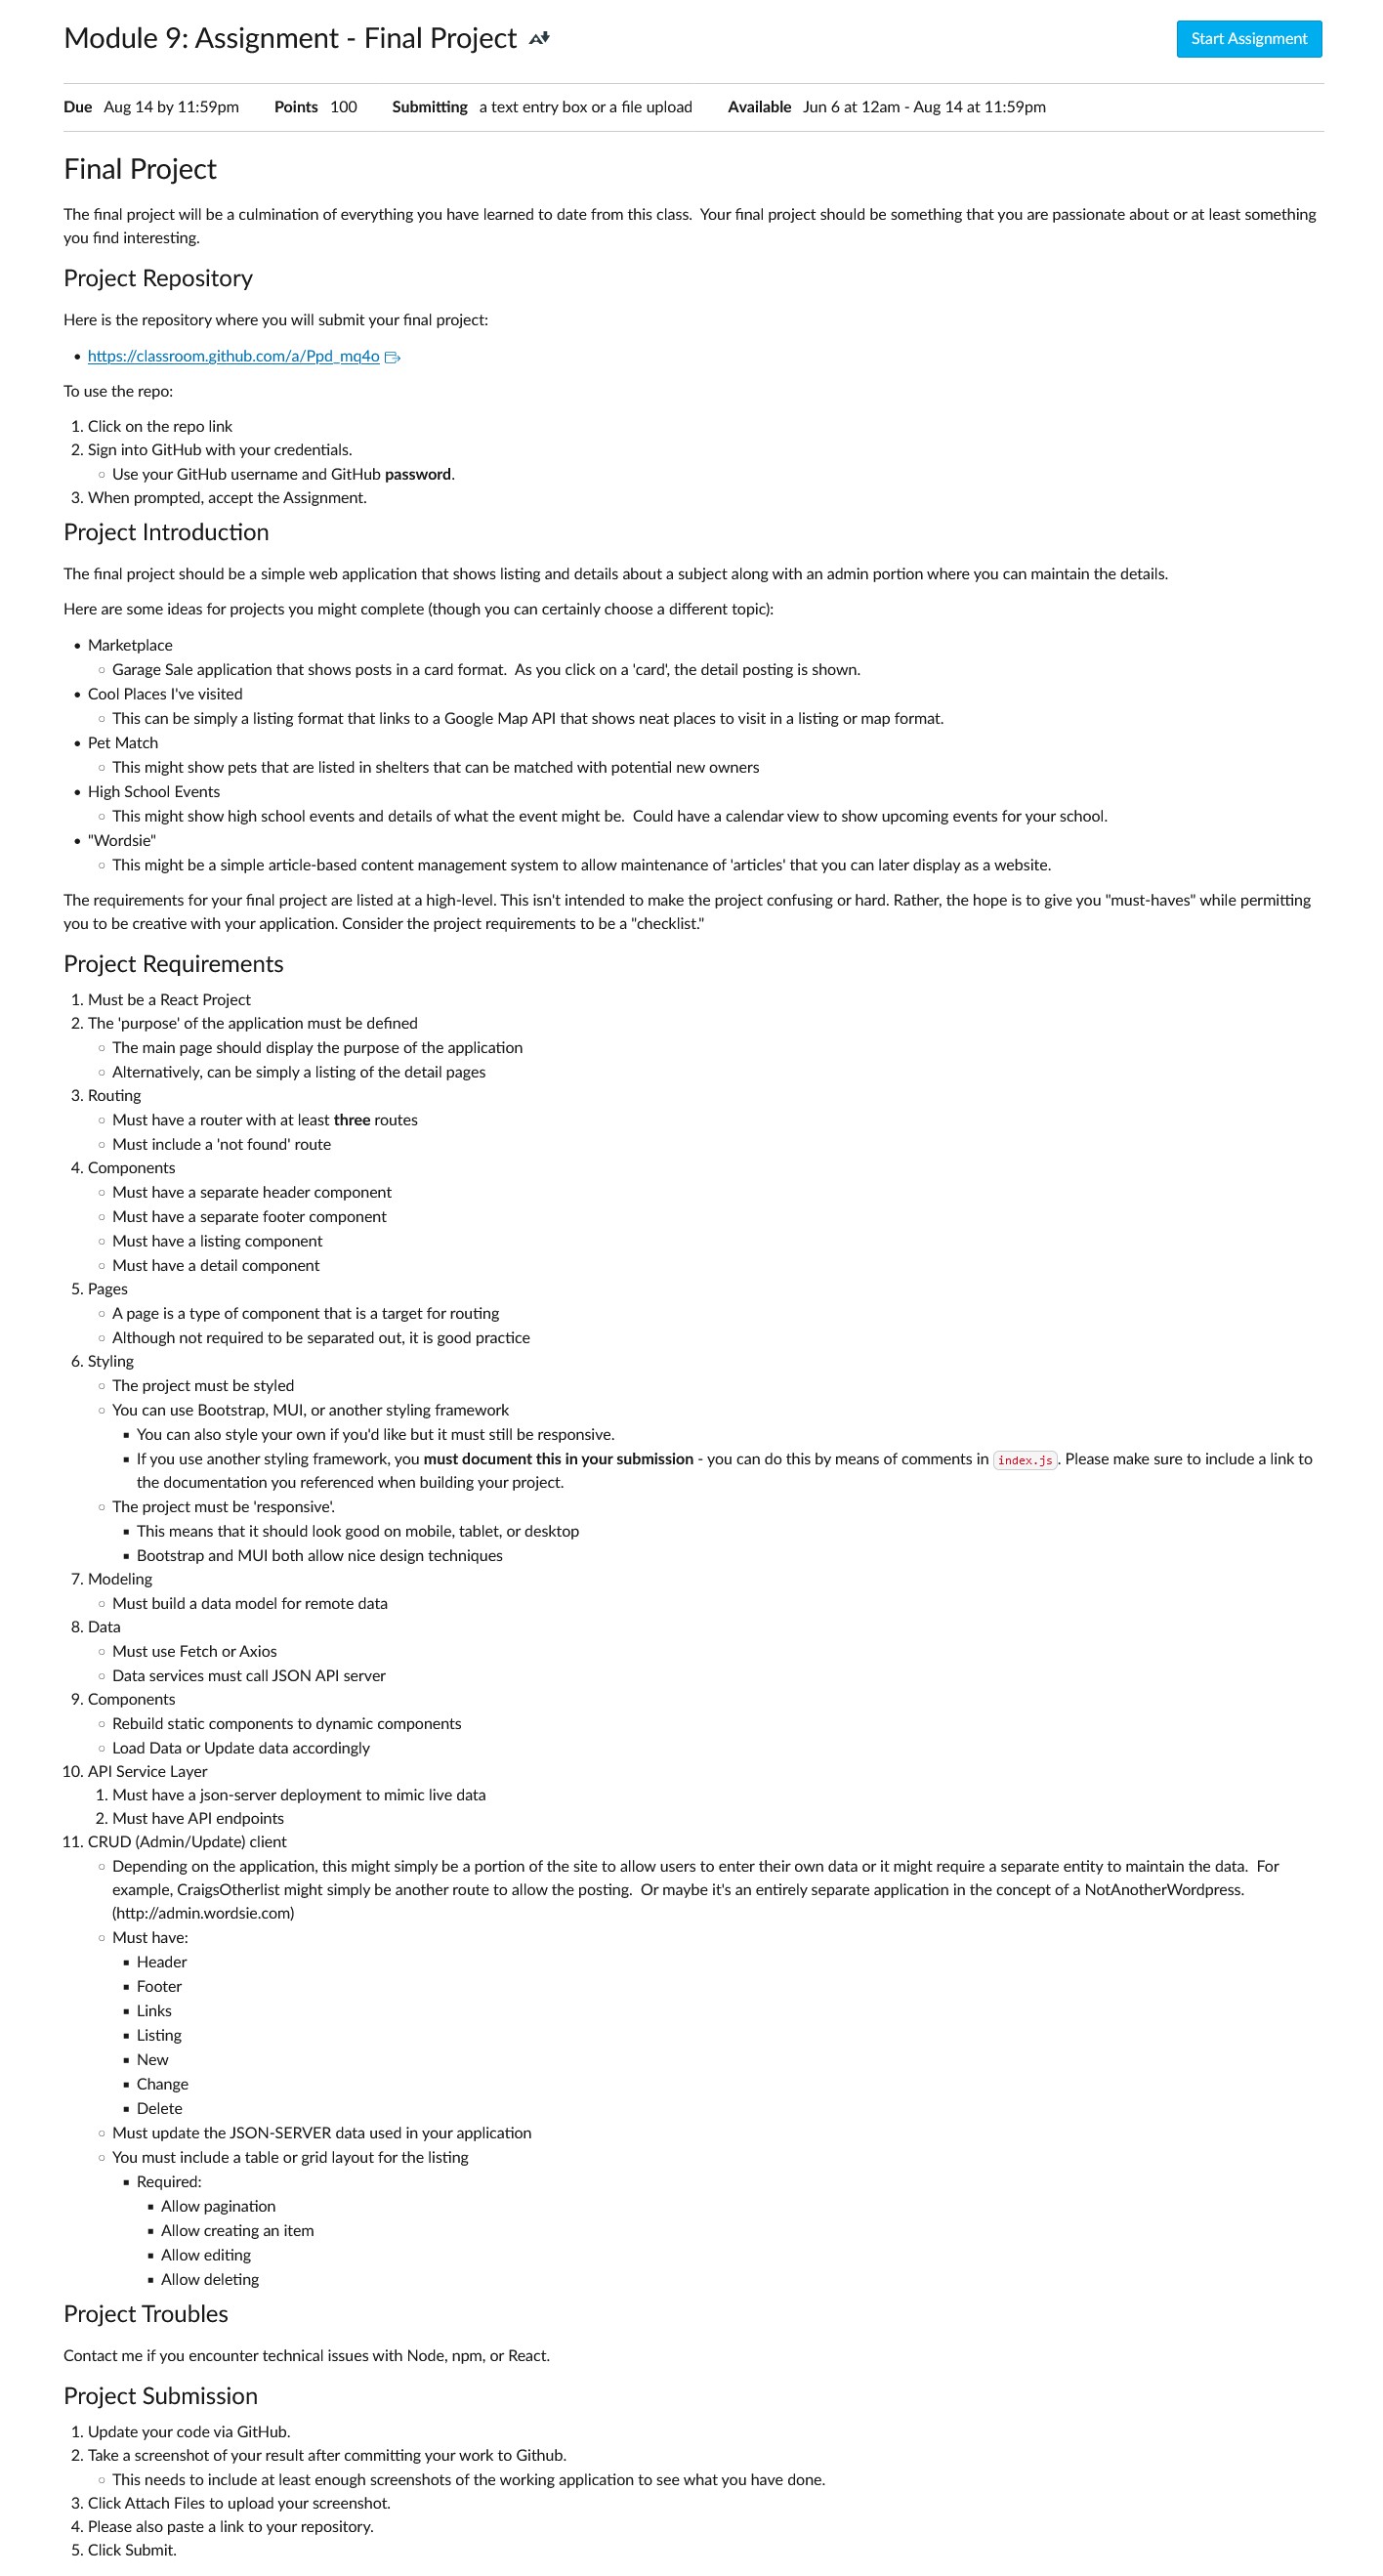 Module 9: Assignment - Final Project
Start Assignment
Due Aug 14 by 11:59pm Points 100 Submitting a text entry box or a file upload Available Jun 6 at 12am - Aug 14 at 11:59pm
Final Project
The final project will be a culmination of everything you have learned to date from this class. Your final project should be something that you are passionate about or at least something
you find interesting.
Project Repository
Here is the repository where you will submit your final project:
• https://classroom.github.com/a/Ppd_mq4o
To use the repo:
1. Click on the repo link
2. Sign into GitHub with your credentials.
◦ Use your GitHub username and GitHub password.
3. When prompted, accept the Assignment.
Project Introduction
The final project should be a simple web application that shows listing and details about a subject along with an admin portion where you can maintain the details.
Here are some ideas for projects you might complete (though you can certainly choose a different topic):
• Marketplace
◦ Garage Sale application that shows posts in a card format. As you click on a 'card', the detail posting is shown.
• Cool Places I've visited
◦ This can be simply a listing format that links to a Google Map API that shows neat places to visit in a listing or map format.
• Pet Match
◦ This might show pets that are listed in shelters that can be matched with potential new owners
• High School Events
◦ This might show high school events and details of what the event might be. Could have a calendar view to show upcoming events for your school.
• "Wordsie"
◦ This might be a simple article-based content management system to allow maintenance of 'articles' that you can later display as a website.
The requirements for your final project are listed at a high-level. This isn't intended to make the project confusing or hard. Rather, the hope is to give you "must-haves" while permitting
you to be creative with your application. Consider the project requirements to be a "checklist."
Project Requirements
1. Must be a React Project
2. The 'purpose' of the application must be defined
◦ The main page should display the purpose of the application
◦ Alternatively, can be simply a listing of the detail pages
3. Routing
◦ Must have a router with at least three routes
◦ Must include a 'not found' route
4. Components
◦ Must have a separate header component
◦ Must have a separate footer component
◦ Must have a listing component
◦ Must have a detail component
5. Pages
◦ A page is a type of component that is a target for routing
◦ Although not required to be separated out, it is good practice
6. Styling
◦ The project must be styled
◦ You can use Bootstrap, MUI, or another styling framework
▪ You can also style your own if you'd like but it must still be responsive.
▪ If you use another styling framework, you must document this in your submission - you can do this by means of comments in index.js. Please make sure to include a link to
the documentation you referenced when building your project.
◦ The project must be 'responsive'.
▪ This means that it should look good on mobile, tablet, or desktop
▪ Bootstrap and MUI both allow nice design techniques
7. Modeling
◦ Must build a data model for remote data
8. Data
◦ Must use Fetch or Axios
◦ Data services must call JSON API server
9. Components
◦ Rebuild static components to dynamic components
◦ Load Data or Update data accordingly
10. API Service Layer
1. Must have a json-server deployment to mimic live data
2. Must have API endpoints
11. CRUD (Admin/Update) client
◦ Depending on the application, this might simply be a portion of the site to allow users to enter their own data or it might require a separate entity to maintain the data. For
example, CraigsOtherlist might simply be another route to allow the posting. Or maybe it's an entirely separate application in the concept of a NotAnotherWordpress.
(http://admin.wordsie.com)
◦ Must have:
▪ Header
▪ Footer
▪ Links
▪ Listing
▪ New
▪ Change
▪ Delete
◦ Must update the JSON-SERVER data used in your application
◦ You must include a table or grid layout for the listing
▪ Required:
▪ Allow pagination
▪ Allow creating an item
▪ Allow editing
▪ Allow deleting
Project Troubles
Contact me if you encounter technical issues with Node, npm, or React.
Project Submission
1. Update your code via GitHub.
2. Take a screenshot of your result after committing your work to Github.
◦ This needs to include at least enough screenshots of the working application to see what you have done.
3. Click Attach Files to upload your screenshot.
4. Please also paste a link to your repository.
5. Click Submit.